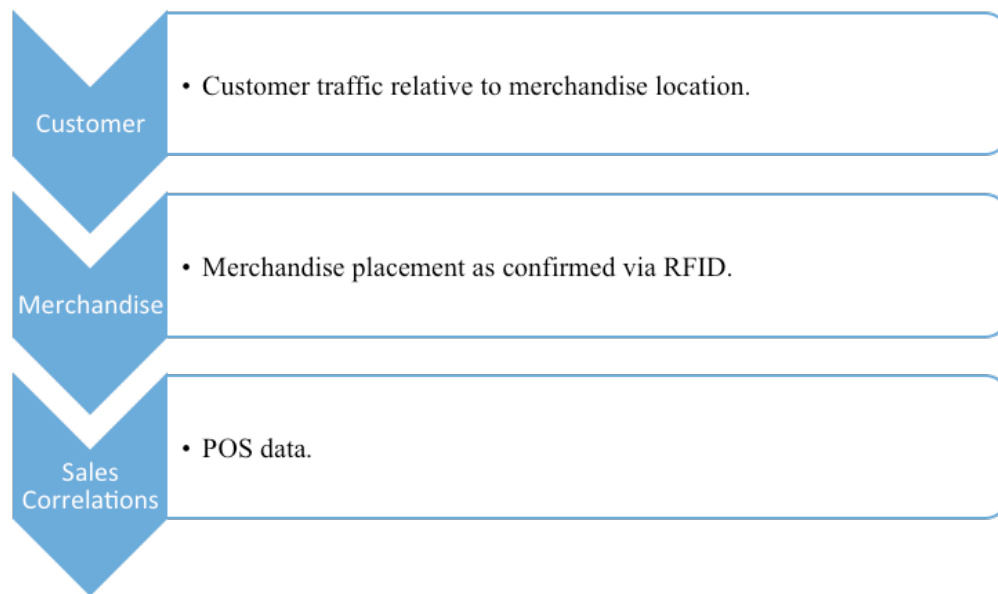 Customer
• Customer traffic relative to merchandise location.
Merchandise
• Merchandise placement as confirmed via RFID.
Sales
Correlations
• POS data.